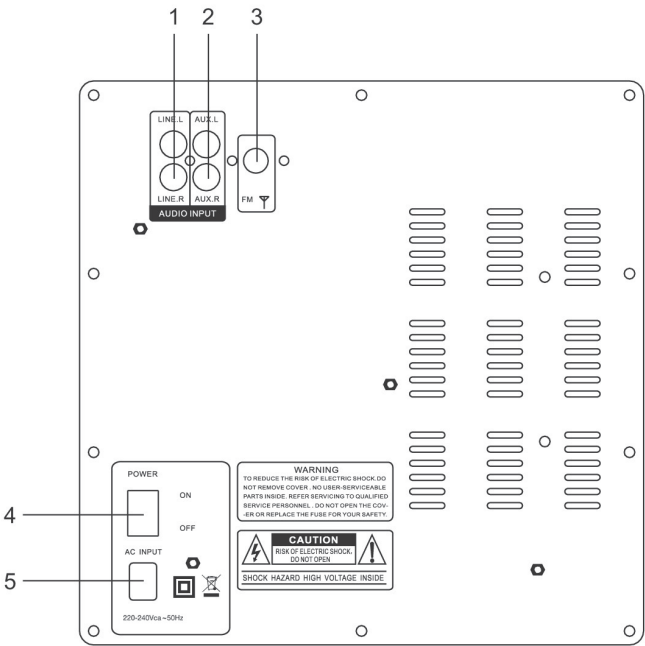 1 2 3
LINE.L AUX.L
LINE.R AUX.R
FM
AUDIO INPUT
POWER
ON
4
OFF
AC INPUT
5
220-240Vca~50Hz
WARNING
TO REDUCE THE RISK OF ELECTRIC SHOCK.DO
NOT REMOVE COVER . NO USER-SERVICEABLE
PARTS INSIDE. REFER SERVICING TO QUALIFIED
SERVICE PERSONNEL . DO NOT OPEN THE COV-
-ER OR REPLACE THE FUSE FOR YOUR SAFETY.
CAUTION
RISK OF ELECTRIC SHOCK.
DO NOT OPEN
SHOCK HAZARD HIGH VOLTAGE INSIDE